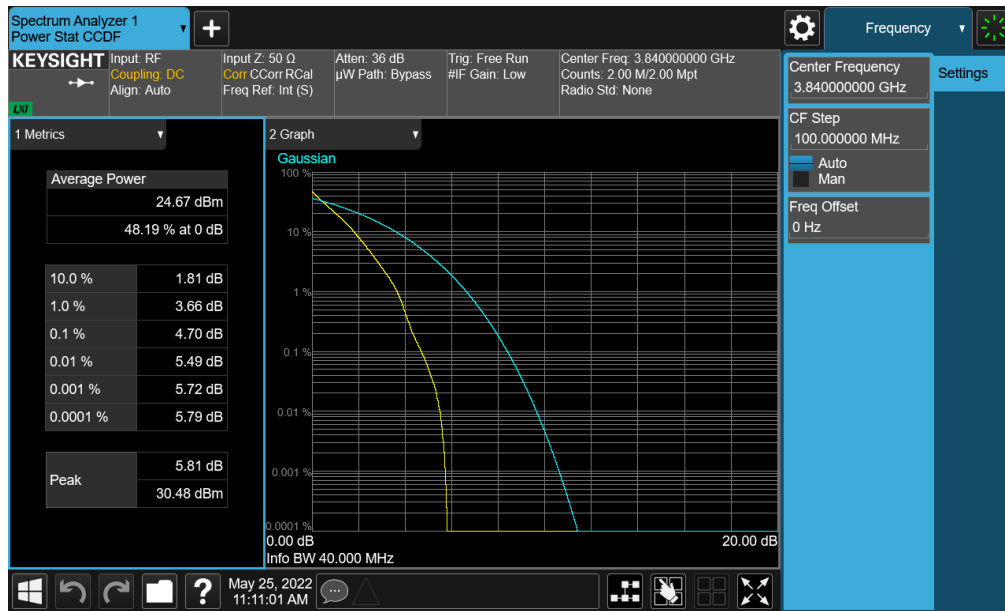 Spectrum Analyzer 1
Power Stat CCDF
Frequency
KEYSIGHT
LXI
Input: RF
Coupling: DC
Align: Auto
Input Z: 50 Ω
Corr CCorr RCal
Freq Ref: Int (S)
Atten: 36 dB
µW Path: Bypass
Trig: Free Run
#IF Gain: Low
Center Freq: 3.840000000 GHz
Counts: 2.00 M/2.00 Mpt
Radio Std: None
Center Frequency
3.840000000 GHz
Settings
CF Step
100.000000 MHz
Auto
Man
Freq Offset
0 Hz
1 Metrics
Average Power
24.67 dBm
48.19 % at 0 dB
10.0 % 1.81 dB
1.0 % 3.66 dB
0.1 % 4.70 dB
0.01 % 5.49 dB
0.001 % 5.72 dB
0.0001 % 5.79 dB
Peak 5.81 dB
30.48 dBm
2 Graph
Gaussian
100 %
10 %
1 %
0.1 %
0.01 %
0.001 %
0.0001 %
0.00 dB 20.00 dB
Info BW 40.000 MHz
?
May 25, 2022
11:11:01 AM